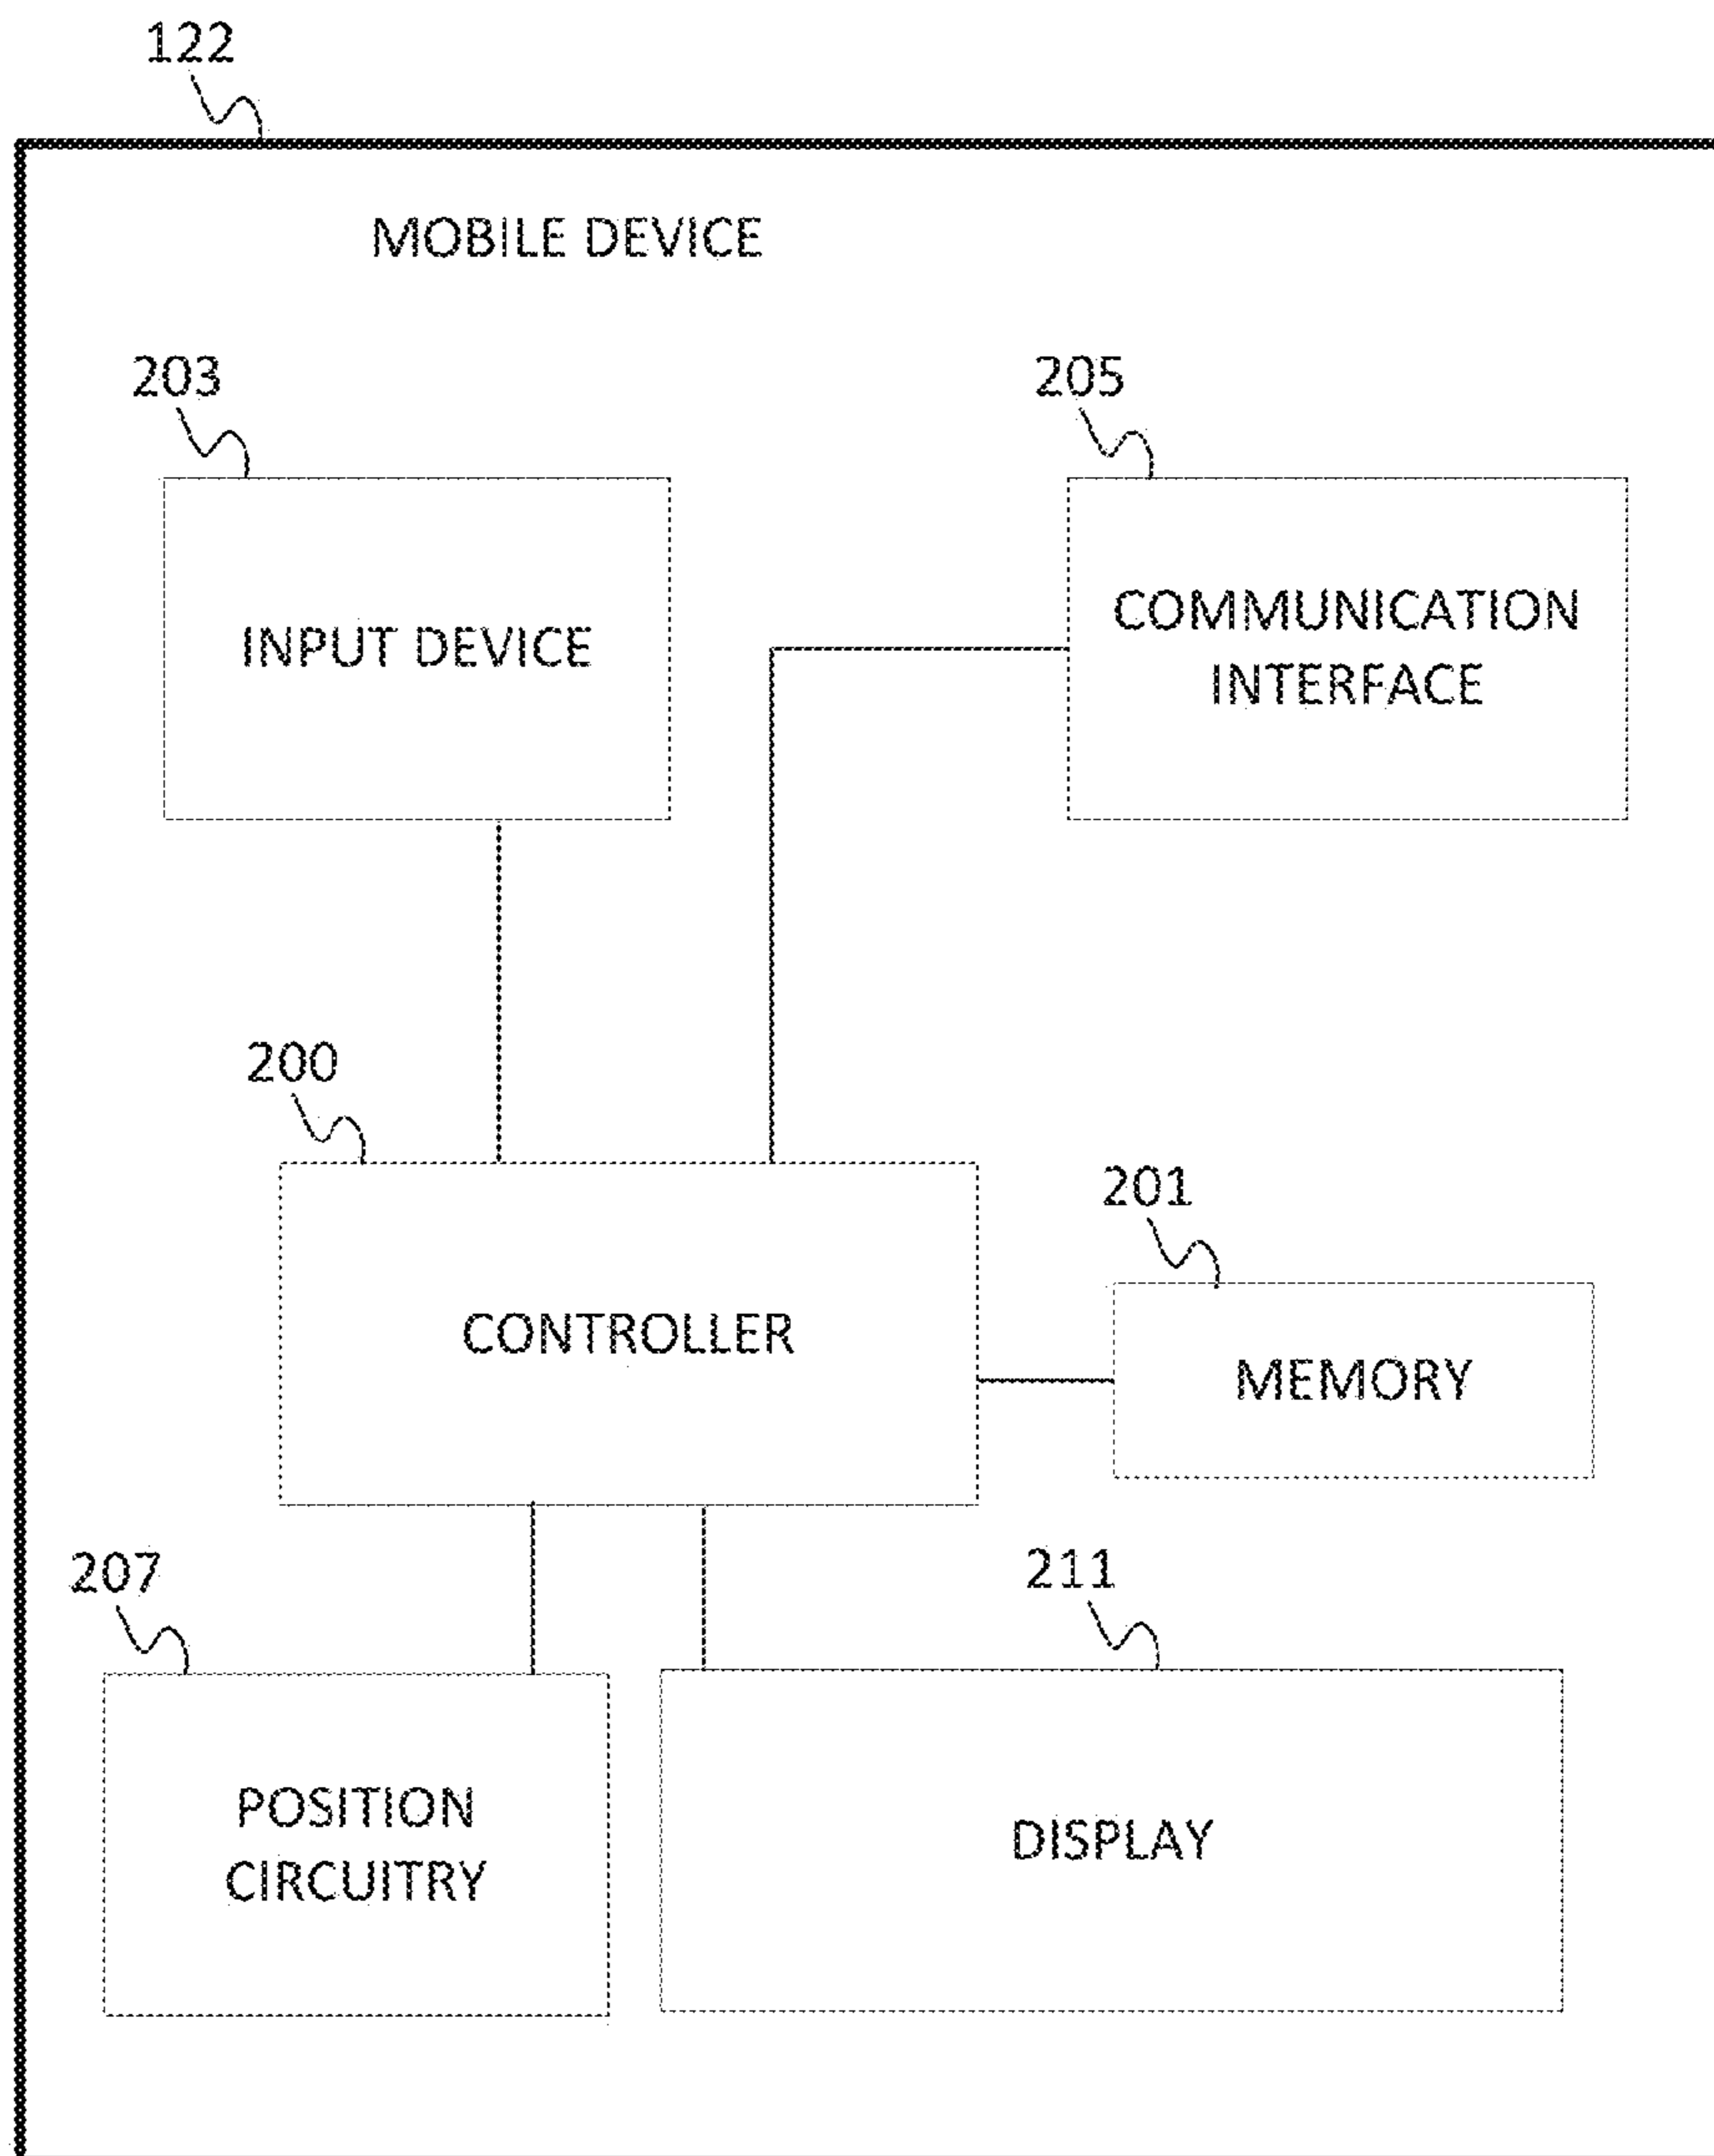 122
MOBILE DEVICE
203
205
INPUT DEVICE
COMMUNICATION
INTERFACE
200
201
CONTROLLER
MEMORY
207
211
POSITION
CIRCUITRY
DISPLAY